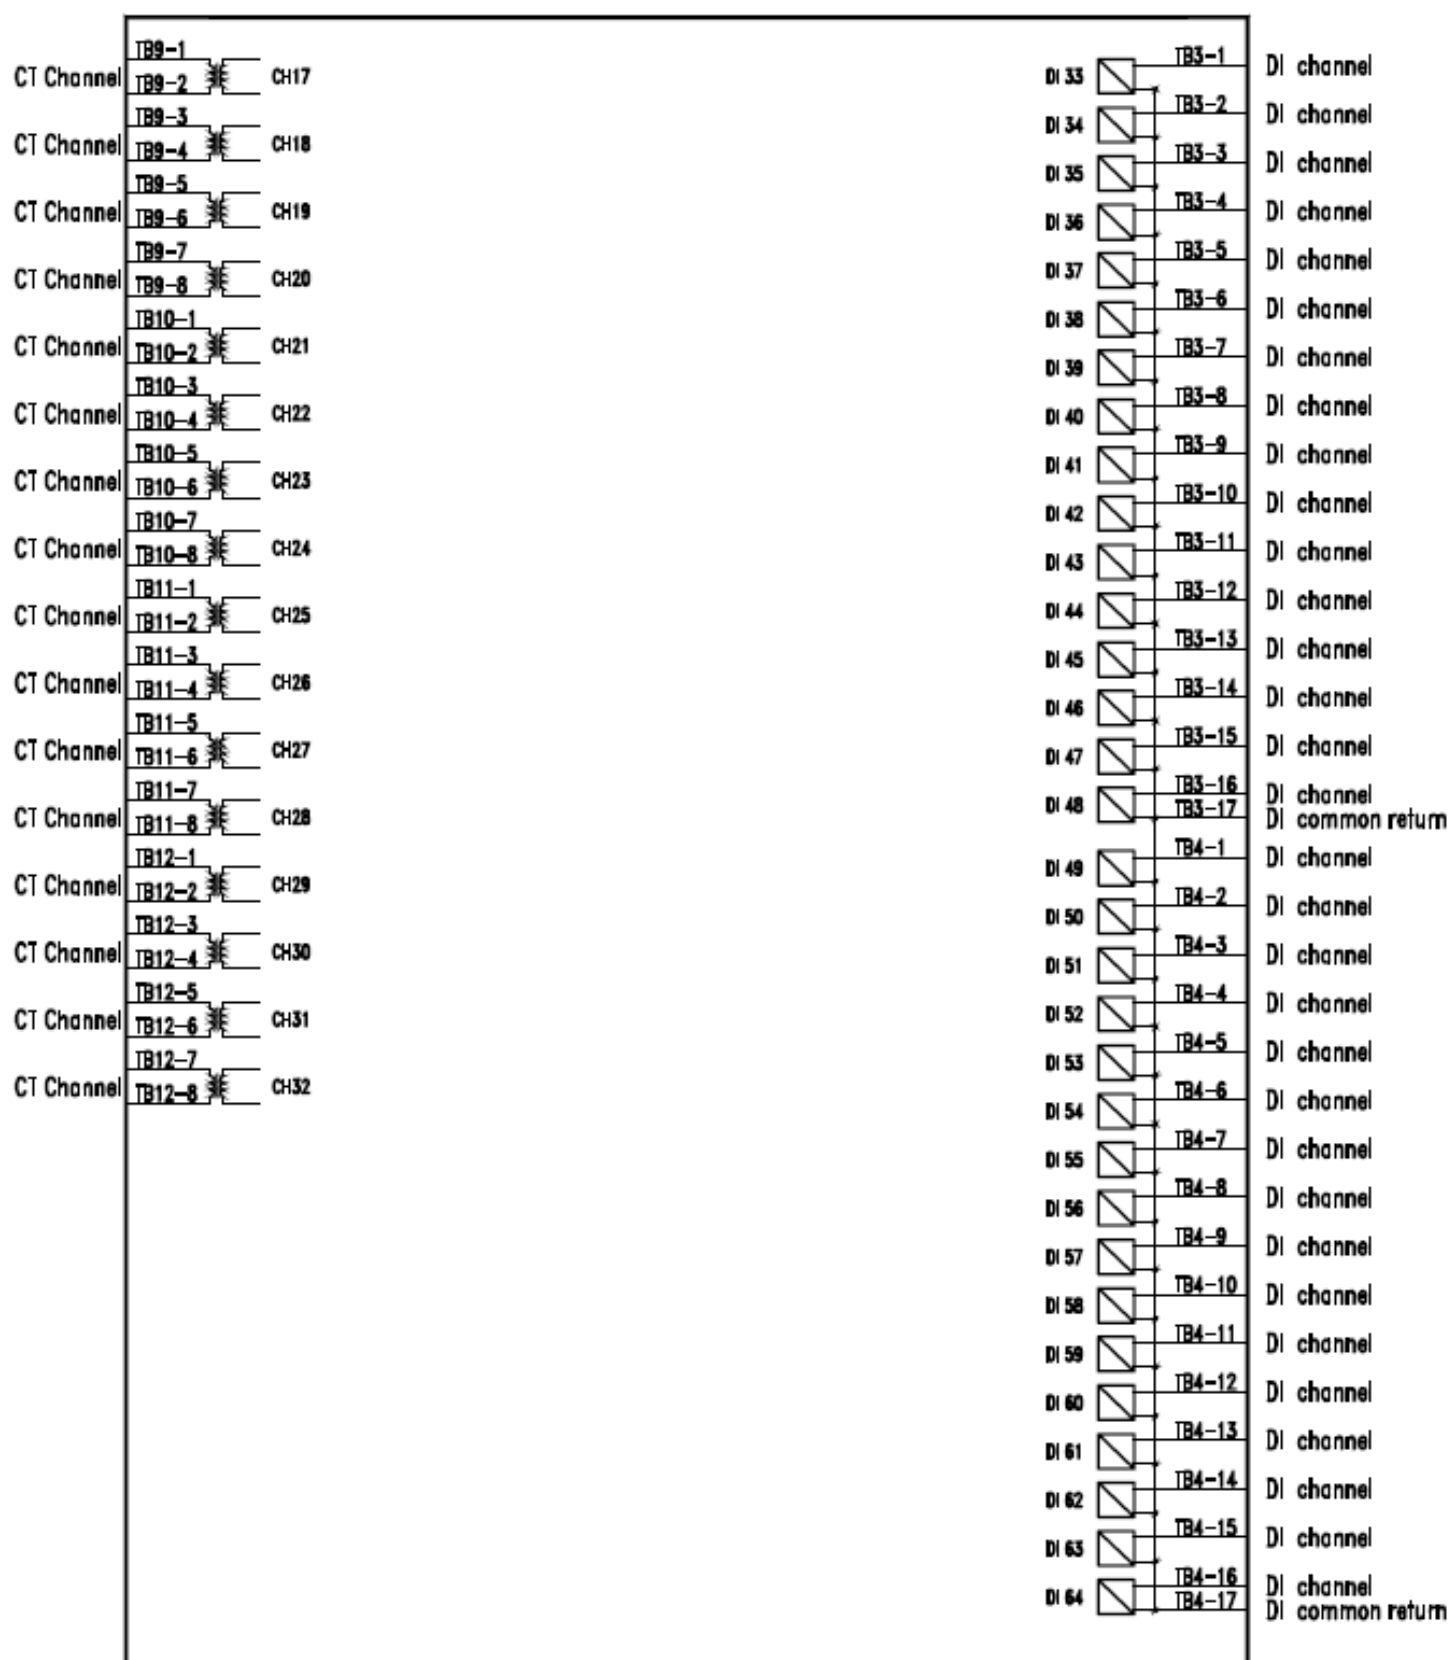 TB9-1
CT Channel TB9-2 CH17
TB9-3
CT Channel TB9-4 CH18
TB9-5
CT Channel TB9-6 CH19
TB9-7
CT Channel TB9-8 CH20
TB10-1
CT Channel TB10-2 CH21
TB10-3
CT Channel TB10-4 CH22
TB10-5
CT Channel TB10-6 CH23
TB10-7
CT Channel TB10-8 CH24
TB11-1
CT Channel TB11-2 CH25
TB11-3
CT Channel TB11-4 CH26
TB11-5
CT Channel TB11-6 CH27
TB11-7
CT Channel TB11-8 CH28
TB12-1
CT Channel TB12-2 CH29
TB12-3
CT Channel TB12-4 CH30
TB12-5
CT Channel TB12-6 CH31
TB12-7
CT Channel TB12-8 CH32
DI 33 TB3-1 DI channel
DI 34 TB3-2 DI channel
DI 35 TB3-3 DI channel
DI 36 TB3-4 DI channel
DI 37 TB3-5 DI channel
DI 38 TB3-6 DI channel
DI 39 TB3-7 DI channel
DI 40 TB3-8 DI channel
DI 41 TB3-9 DI channel
DI 42 TB3-10 DI channel
DI 43 TB3-11 DI channel
DI 44 TB3-12 DI channel
DI 45 TB3-13 DI channel
DI 46 TB3-14 DI channel
DI 47 TB3-15 DI channel
DI 48 TB3-16 DI channel
TB3-17 DI common return
DI 49 TB4-1 DI channel
DI 50 TB4-2 DI channel
DI 51 TB4-3 DI channel
DI 52 TB4-4 DI channel
DI 53 TB4-5 DI channel
DI 54 TB4-6 DI channel
DI 55 TB4-7 DI channel
DI 56 TB4-8 DI channel
DI 57 TB4-9 DI channel
DI 58 TB4-10 DI channel
DI 59 TB4-11 DI channel
DI 60 TB4-12 DI channel
DI 61 TB4-13 DI channel
DI 62 TB4-14 DI channel
DI 63 TB4-15 DI channel
DI 64 TB4-16 DI channel
TB4-17 DI common return